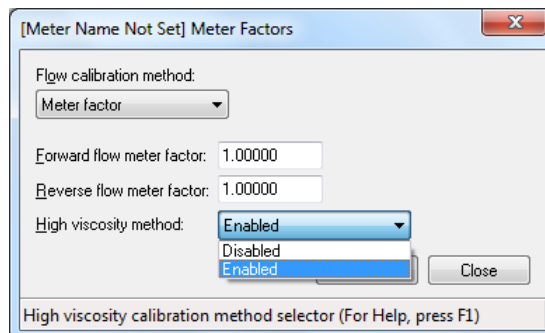 [Meter Name Not Set] Meter Factors
Flow calibration method:
Meter factor
Forward flow meter factor: 1.00000
Reverse flow meter factor: 1.00000
High viscosity method: Enabled
Disabled
Enabled
Close
High viscosity calibration method selector (For Help, press F1)